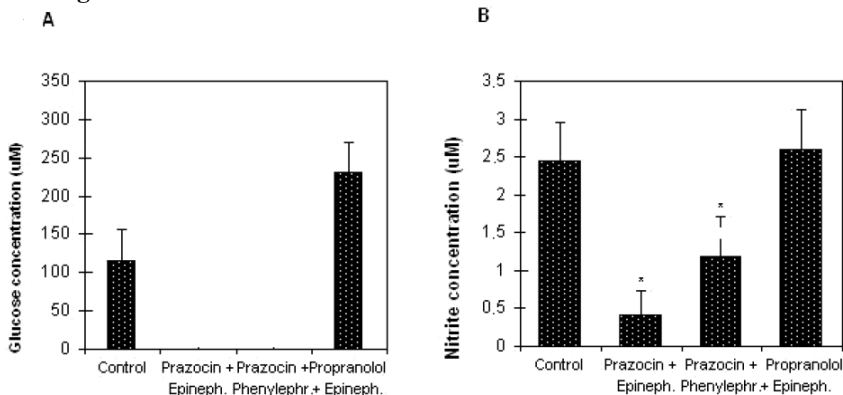 A
B
Glucose concentration (uM)
350
300
250
200
150
100
50
0
Control Prazocin + Prazocin + Propranolol
Epineph. Phenylephr. + Epineph.
Nitrite concentration (uM)
3.5
3
2.5
2
1.5
1
0.5
0
*
*
Control Prazocin + Prazocin + Propranolol
Epineph. Phenylephr. + Epineph.